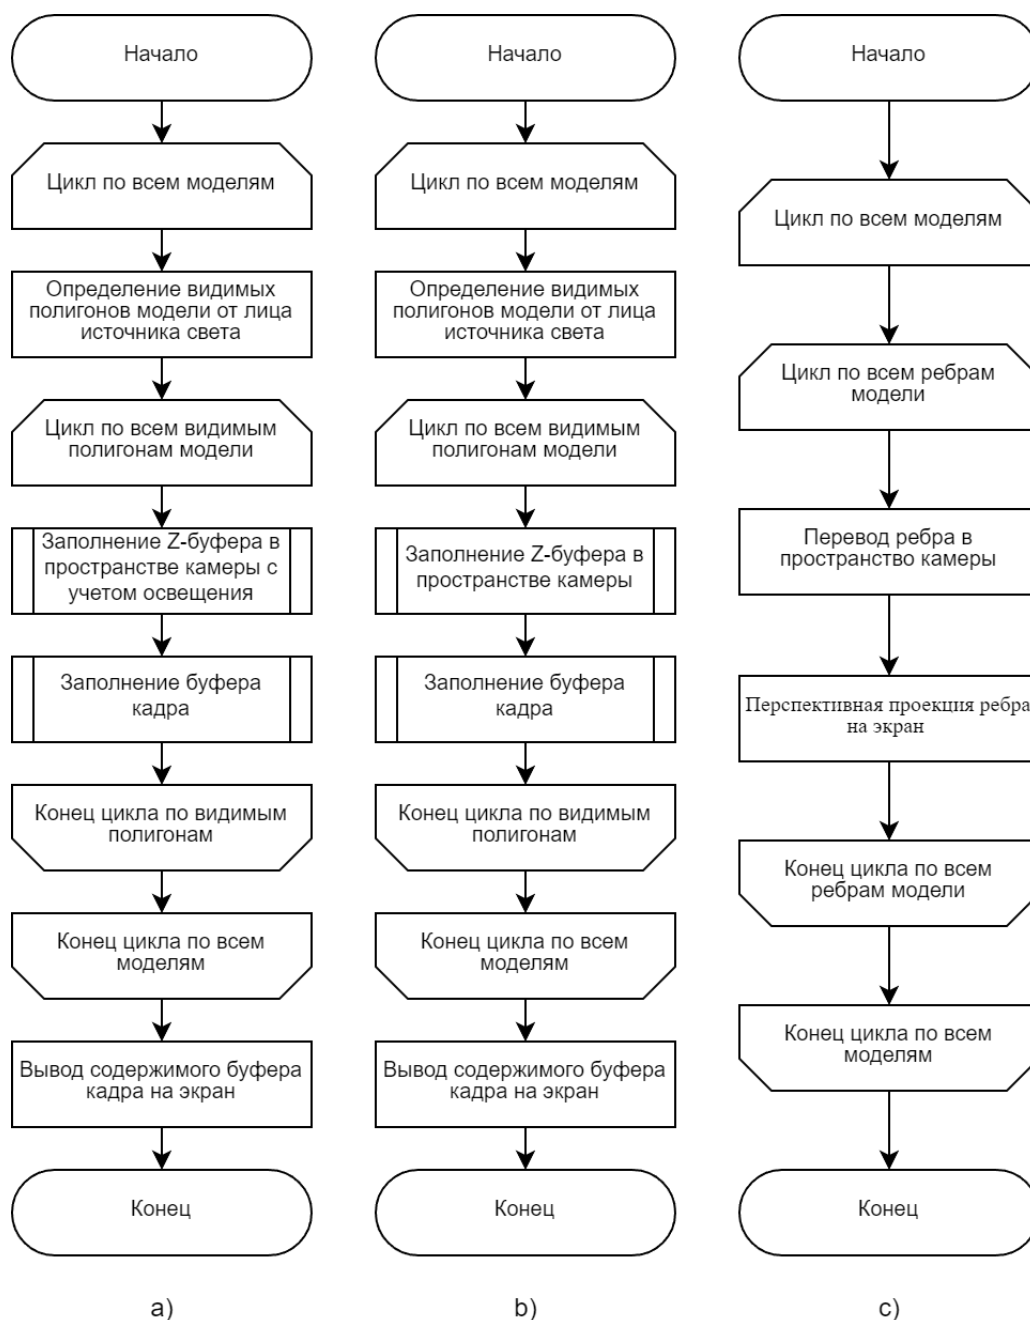 Начало
Цикл по всем моделям
Определение видимых
полигонов модели от лица
источника света
Цикл по всем видимым
полигонам модели
Заполнение Z-буфера в
пространстве камеры с
учетом освещения
Заполнение буфера
кадра
Конец цикла по видимым
полигонам
Конец цикла по всем
моделям
Вывод содержимого буфера
кадра на экран
Конец
a)
Начало
Цикл по всем моделям
Определение видимых
полигонов модели от лица
источника света
Цикл по всем видимым
полигонам модели
Заполнение Z-буфера в
пространстве камеры
Заполнение буфера
кадра
Конец цикла по видимым
полигонам
Конец цикла по всем
моделям
Вывод содержимого буфера
кадра на экран
Конец
b)
Начало
Цикл по всем моделям
Цикл по всем ребрам
модели
Перевод ребра в
пространство камеры
Перспективная проекция ребра
на экран
Конец цикла по всем
ребрам модели
Конец цикла по всем
моделям
Конец
c)